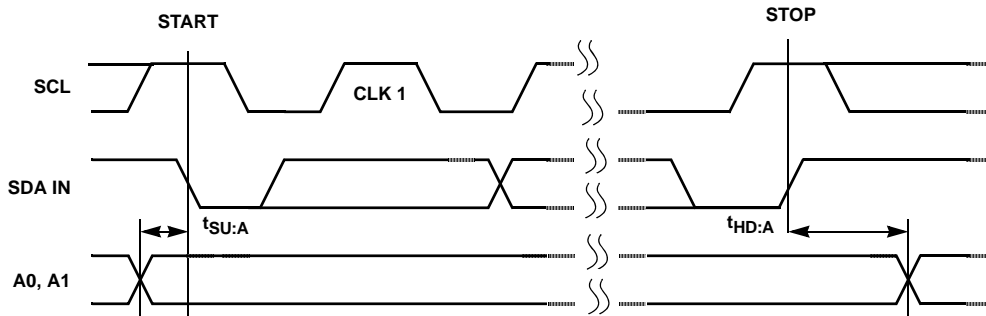 START
STOP
SCL
CLK 1
SDA IN
tSU:A
tHD:A
A0, A1